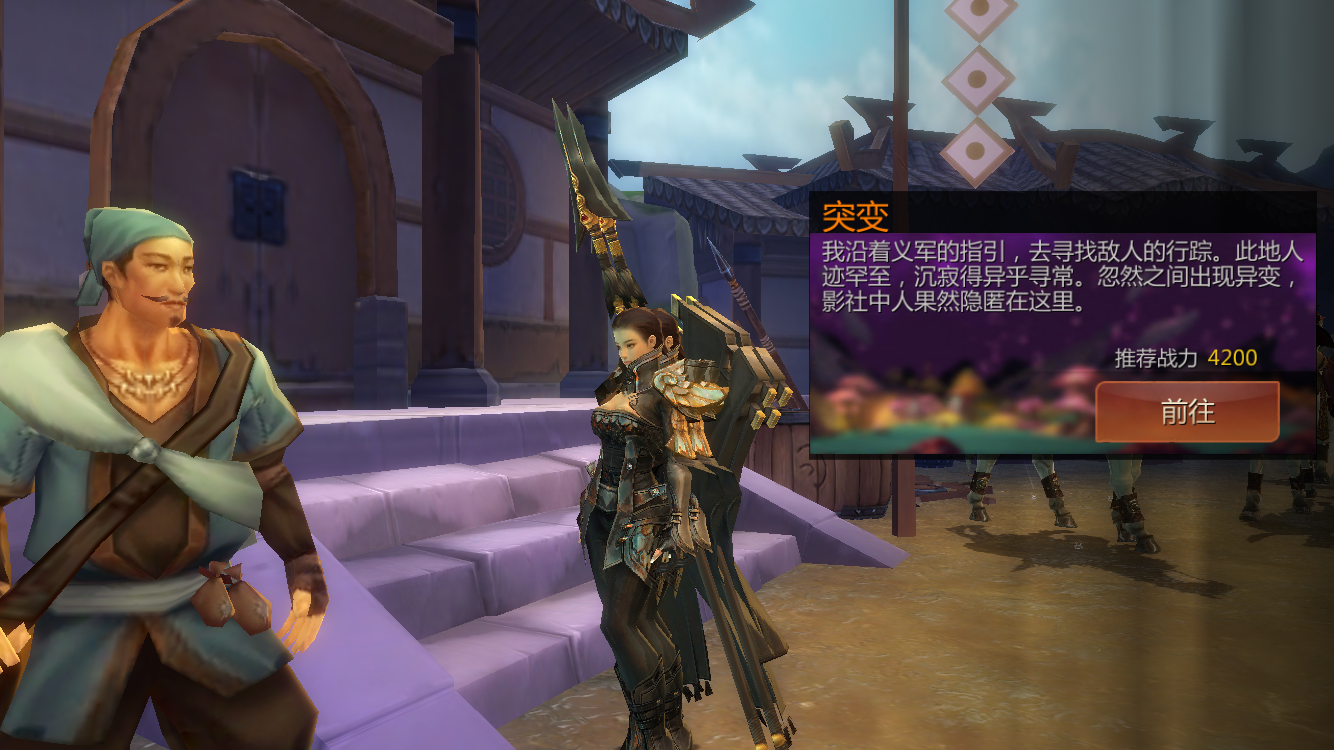 突变
我沿着义军的指引，去寻找敌人的行踪。此地人
迹罕至，沉寂得异乎寻常。忽然之间出现异变，
影社中人果然隐匿在这里。
推荐战力 4200
前往